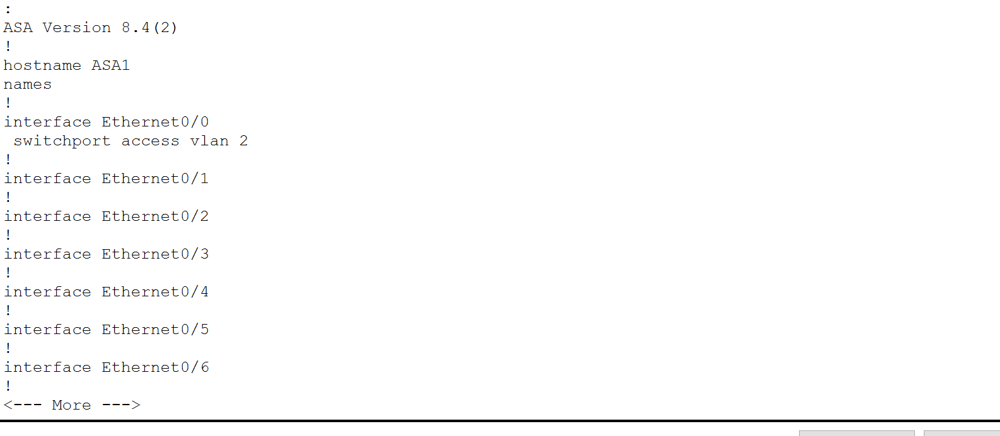 :
ASA Version 8.4(2)
!
hostname ASA1
names
!
interface Ethernet0/0
 switchport access vlan 2
!
interface Ethernet0/1
!
interface Ethernet0/2
!
interface Ethernet0/3
!
interface Ethernet0/4
!
interface Ethernet0/5
!
interface Ethernet0/6
!
<--- More --->